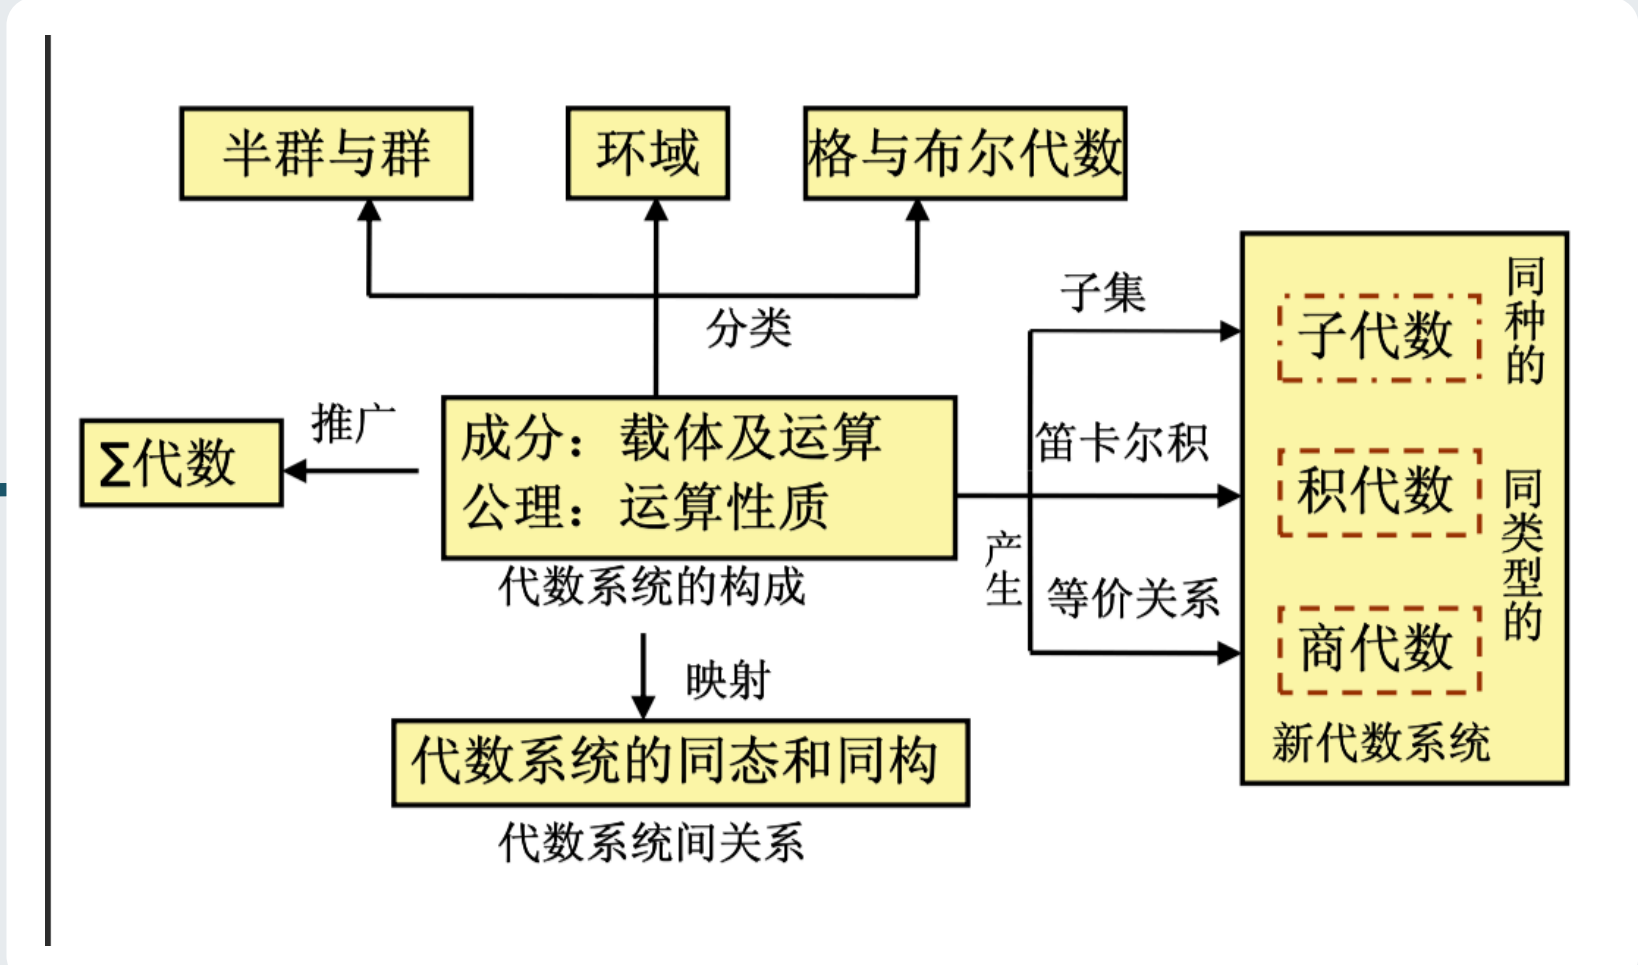 半群与群
环域
格与布尔代数
分类
子集
同种的
子代数
推广
∑代数
成分：载体及运算
公理：运算性质
笛卡尔积
积代数
同类型的
产生
等价关系
商代数
代数系统的构成
映射
新代数系统
代数系统的同态和同构
代数系统间关系